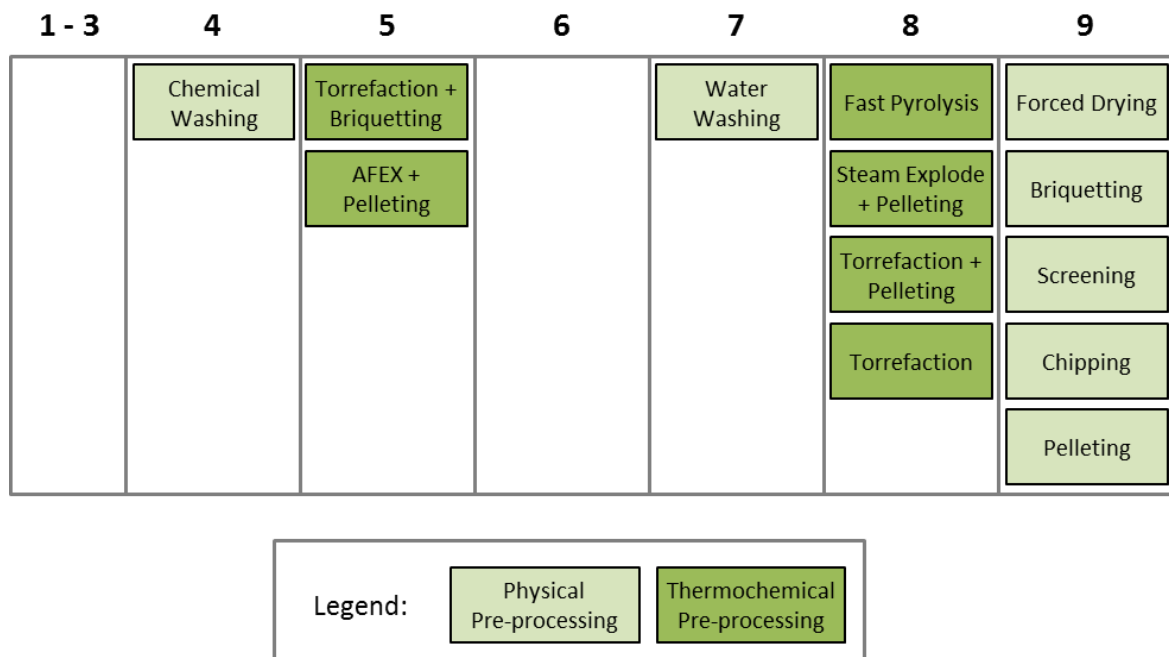 1 - 3 4 5 6 7 8 9
Chemical
Washing
Torrefaction +
Briquetting
Water
Washing
Fast Pyrolysis
Forced Drying
AFEX +
Pelleting
Steam Explode
+ Pelleting
Briquetting
Torrefaction +
Pelleting
Screening
Torrefaction
Chipping
Pelleting
Legend:
Physical
Pre-processing
Thermochemical
Pre-processing